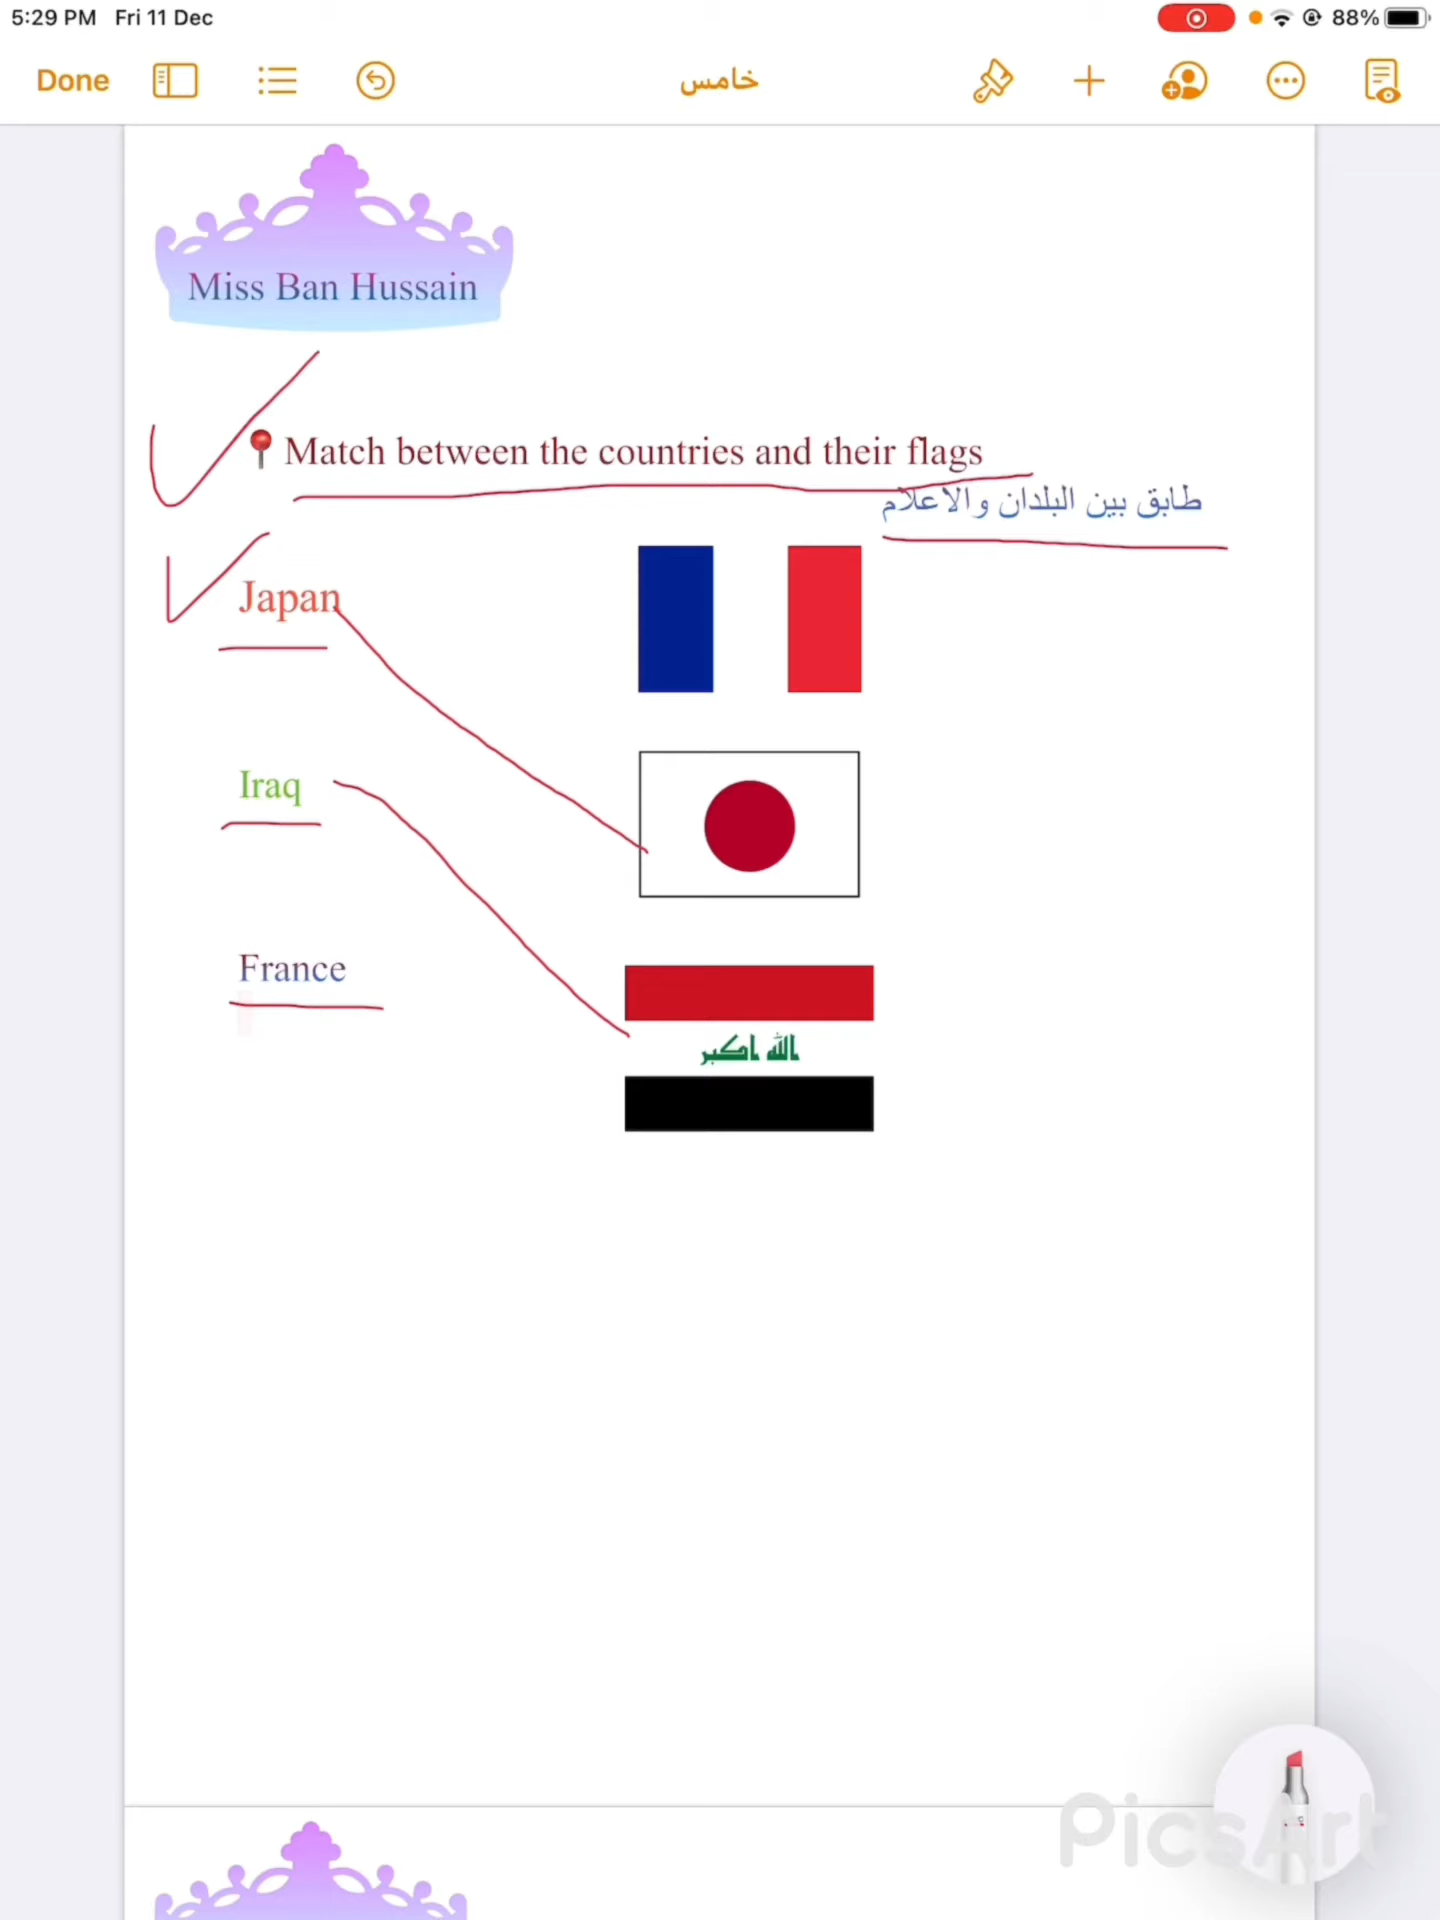 5:29 PM Fri 11 Dec 88%
Done خامس
Miss Ban Hussain
Match between the countries and their flags
طابق بين البلدان والاعلام
Japan
Iraq
France
الله اكبر
PicsArt